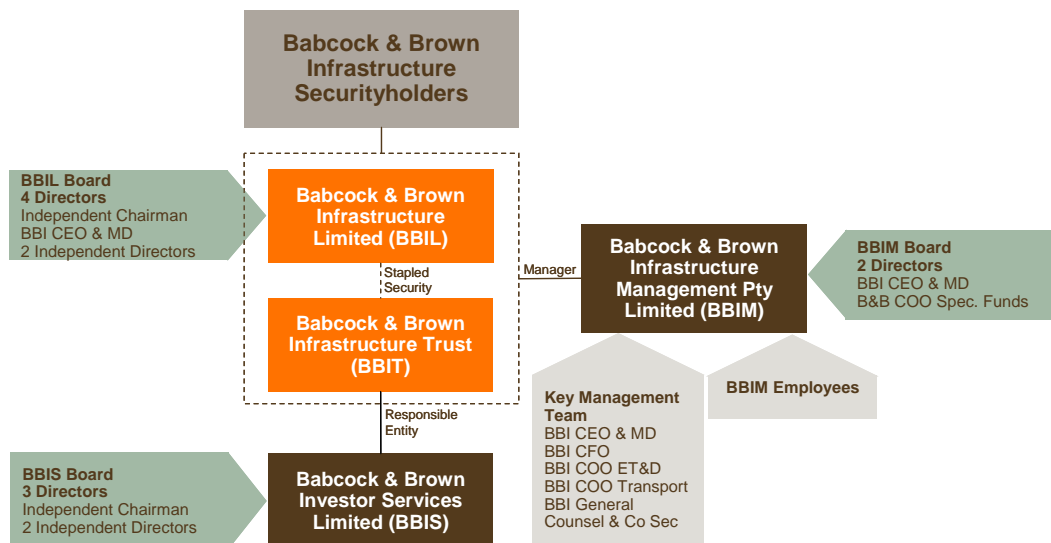 Babcock & Brown
Infrastructure
Securityholders
BBIL Board
4 Directors
Independent Chairman
BBI CEO & MD
2 Independent Directors
Babcock & Brown
Infrastructure
Limited (BBIL)
Stapled
Security
Babcock & Brown
Infrastructure Trust
(BBIT)
Manager
Babcock & Brown
Infrastructure
Management Pty
Limited (BBIM)
BBIM Board
2 Directors
BBI CEO & MD
B&B COO Spec. Funds
Key Management
Team
BBI CEO & MD
BBI CFO
BBI COO ET&D
BBI COO Transport
BBI General
Counsel & Co Sec
BBIM Employees
Responsible
Entity
BBIS Board
3 Directors
Independent Chairman
2 Independent Directors
Babcock & Brown
Investor Services
Limited (BBIS)